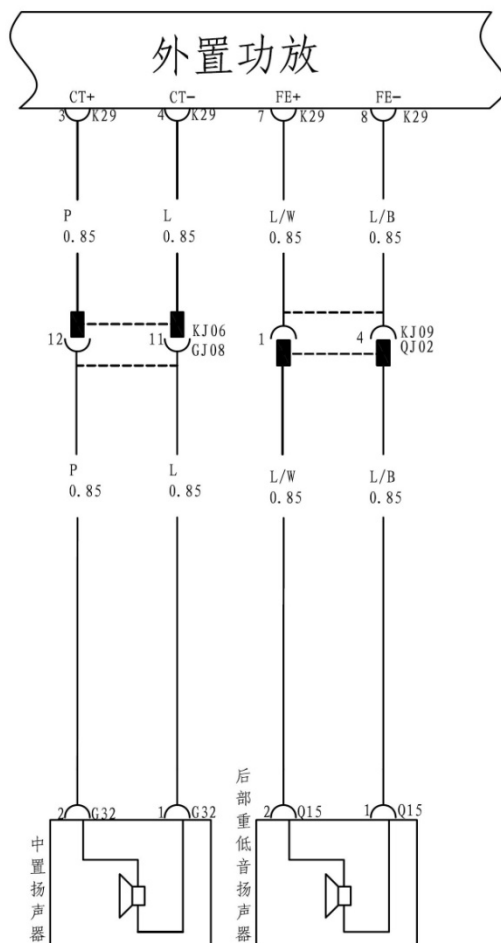 外置功放
CT+ CT- FE+ FE-
3 K29 4 K29 7 K29 8 K29
P L L/W L/B
0.85 0.85 0.85 0.85
12 11 KJ06 1 4 KJ09
GJ08 QJ02
P L L/W L/B
0.85 0.85 0.85 0.85
2 G32 1 G32 2 Q15 1 Q15
中置扬声器
后部重低音扬声器